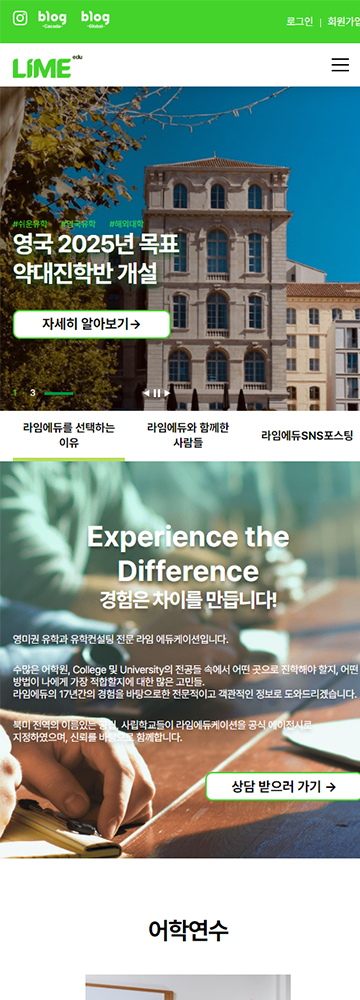 blog
-Canada-
blog
-Global-
로그인 | 회원가입
LiME edu
#쉬운유학 #영국유학 #해외대학
영국 2025년 목표
약대진학반 개설
자세히 알아보기→
1 3
라임에듀를 선택하는
이유
라임에듀와 함께한
사람들
라임에듀SNS포스팅
Experience the
Difference
경험은 차이를 만듭니다!
영미권 유학과 유학컨설팅 전문 라임 에듀케이션입니다.
수많은 어학원, College 및 University의 전공들 속에서 어떤 곳으로 진학해야 할지, 어떤
방법이 나에게 가장 적합할지에 대한 많은 고민들.
라임에듀의 17년간의 경험을 바탕으로한 전문적이고 객관적인 정보로 도와드리겠습니다.
북미 전역의 이름있는 공립, 사립학교들이 라임에듀케이션을 공식 에이전시로
지정하였으며, 신뢰를 바탕으로 함께합니다.
상담 받으러 가기 →
어학연수